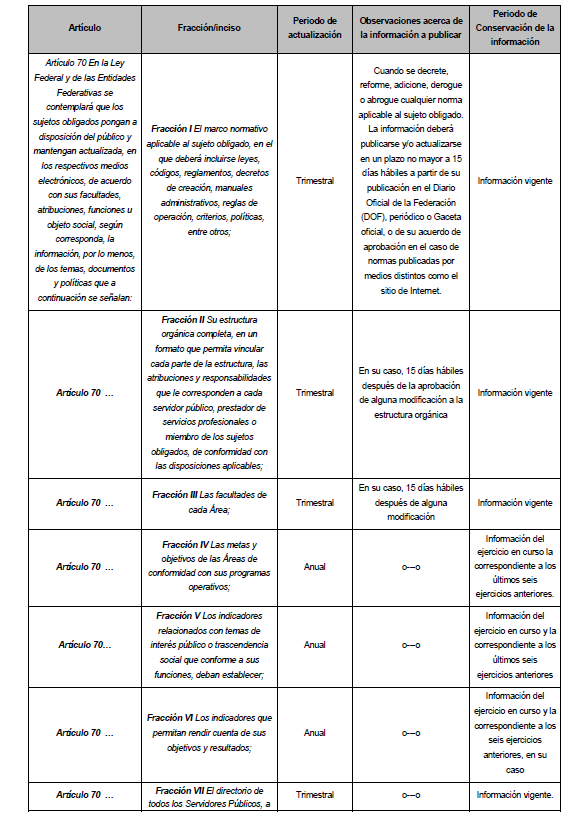 Artículo
Fracción/inciso
Periodo de
actualización
Observaciones acerca de
la información a publicar
Periodo de
Conservación de la
información
Artículo 70 En la Ley
Federal y de las Entidades
Federativas se
contemplará que los
sujetos obligados pongan a
disposición del público y
mantengan actualizada, en
los respectivos medios
electrónicos, de acuerdo
con sus facultades,
atribuciones, funciones u
objeto social, según
corresponda, la
información, por lo menos,
de los temas, documentos
y políticas que a
continuación se señalan:
Fracción I El marco normativo
aplicable al sujeto obligado, en el
que deberá incluirse leyes,
códigos, reglamentos, decretos
de creación, manuales
administrativos, reglas de
operación, criterios, políticas,
entre otros;
Trimestral
Cuando se decrete,
reforme, adicione, derogue
o abrogue cualquier norma
aplicable al sujeto obligado.
La información deberá
publicarse y/o actualizarse
en un plazo no mayor a 15
días hábiles a partir de su
publicación en el Diario
Oficial de la Federación
(DOF), periódico o Gaceta
oficial, o de su acuerdo de
aprobación en el caso de
normas publicadas por
medios distintos como el
sitio de Internet.
Información vigente
Artículo 70 ...
Fracción II Su estructura
orgánica completa, en un
formato que permita vincular
cada parte de la estructura, las
atribuciones y responsabilidades
que le corresponden a cada
servidor público, prestador de
servicios profesionales o
miembro de los sujetos
obligados, de conformidad con
las disposiciones aplicables;
Trimestral
En su caso, 15 días hábiles
después de la aprobación
de alguna modificación a la
estructura orgánica
Información vigente
Artículo 70 ...
Fracción III Las facultades de
cada Área;
Trimestral
En su caso, 15 días hábiles
después de alguna
modificación
Información vigente
Artículo 70 ...
Fracción IV Las metas y
objetivos de las Áreas de
conformidad con sus programas
operativos;
Anual
o---o
Información del
ejercicio en curso la
correspondiente a los
últimos seis
ejercicios anteriores.
Artículo 70...
Fracción V Los indicadores
relacionados con temas de
interés público o trascendencia
social que conforme a sus
funciones, deban establecer;
Anual
o---o
Información del
ejercicio en curso y la
correspondiente a los
últimos seis
ejercicios anteriores
Artículo 70 ...
Fracción VI Los indicadores que
permitan rendir cuenta de sus
objetivos y resultados;
Anual
o---o
Información del
ejercicio en curso y la
correspondiente a los
seis ejercicios
anteriores, en su
caso
Artículo 70 ...
Fracción VII El directorio de
todos los Servidores Públicos, a
Trimestral
o---o
Información vigente.